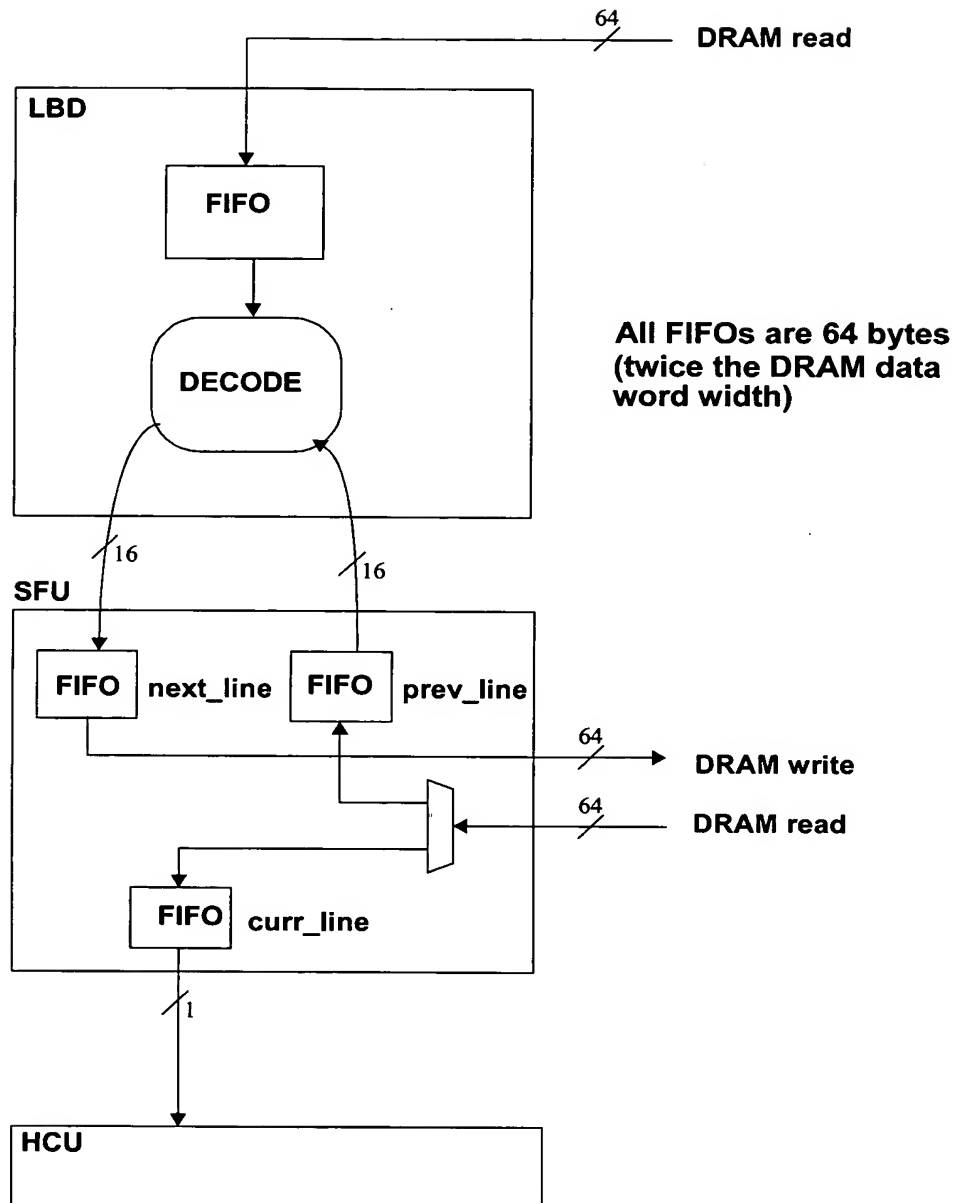 64
DRAM read
LBD
FIFO
DECODE
All FIFOs are 64 bytes
(twice the DRAM data
word width)
16
16
SFU
FIFO
next_line
FIFO
prev_line
64
DRAM write
64
DRAM read
FIFO
curr_line
1
HCU